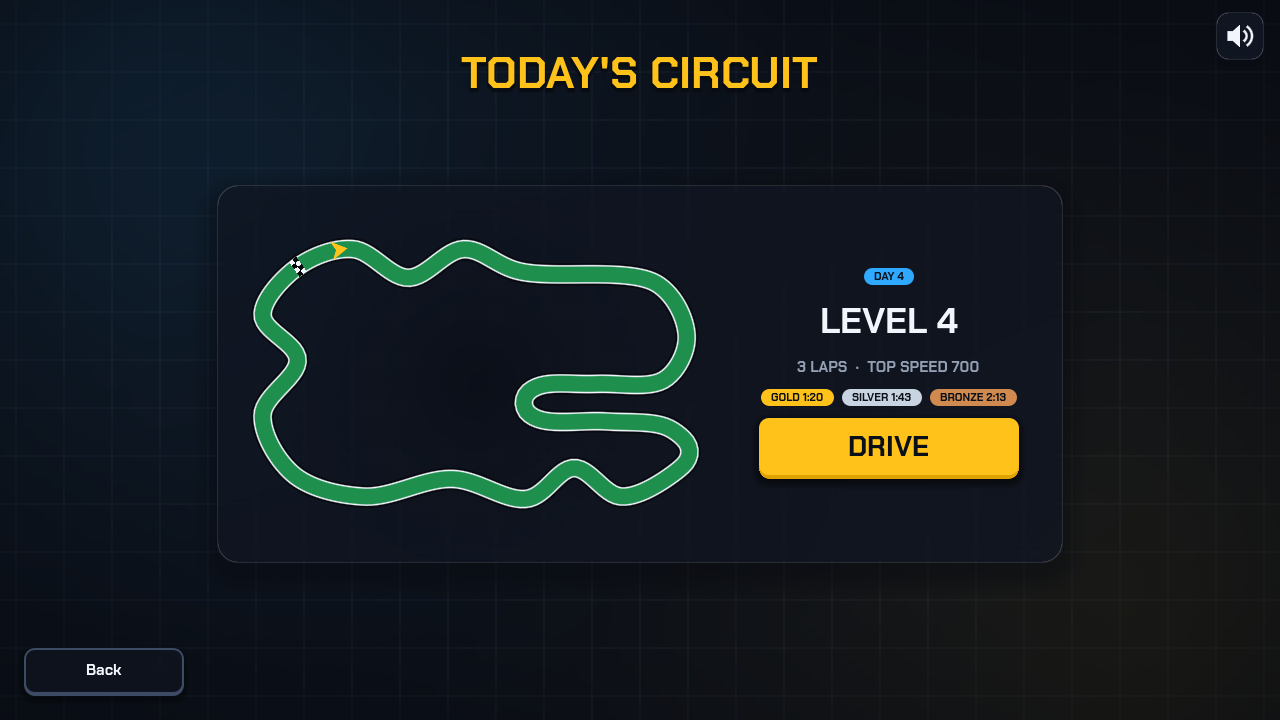 TODAY'S CIRCUIT
DAY 4
LEVEL 4
3 LAPS · TOP SPEED 700
GOLD 1:20 SILVER 1:43 BRONZE 2:13
DRIVE
Back